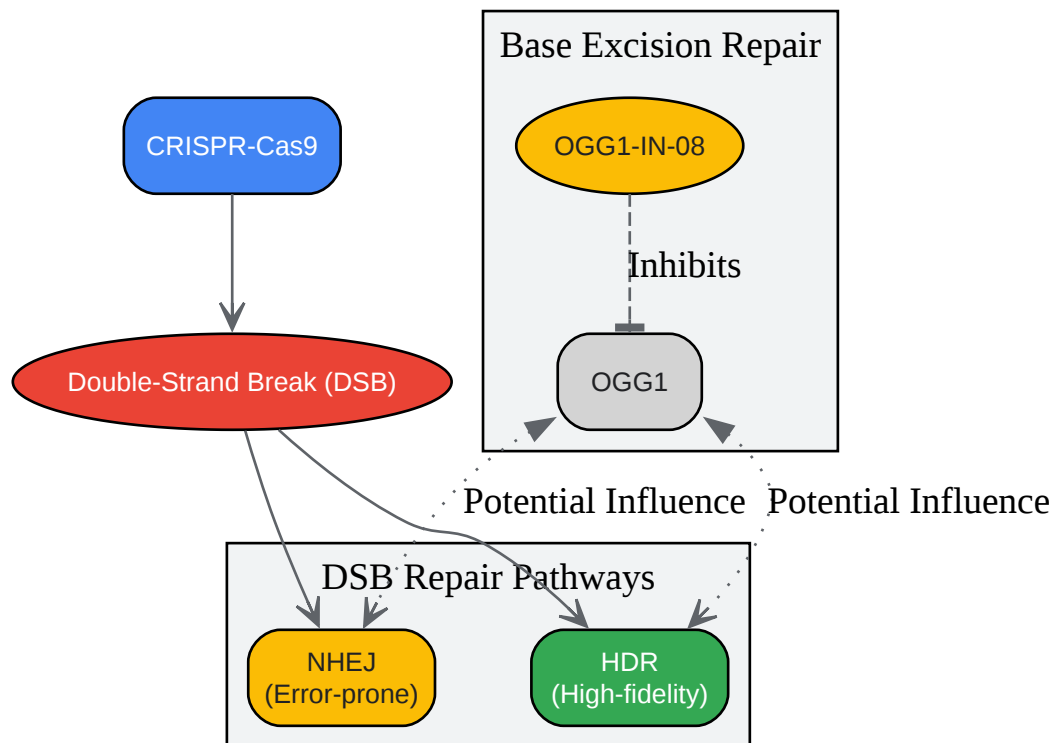 Base Excision Repair
CRISPR-Cas9
OGG1-IN-08
Inhibits
Double-Strand Break (DSB)
OGG1
Potential Influence
Potential Influence
DSB Repair Pathways
NHEJ
(Error-prone)
HDR
(High-fidelity)